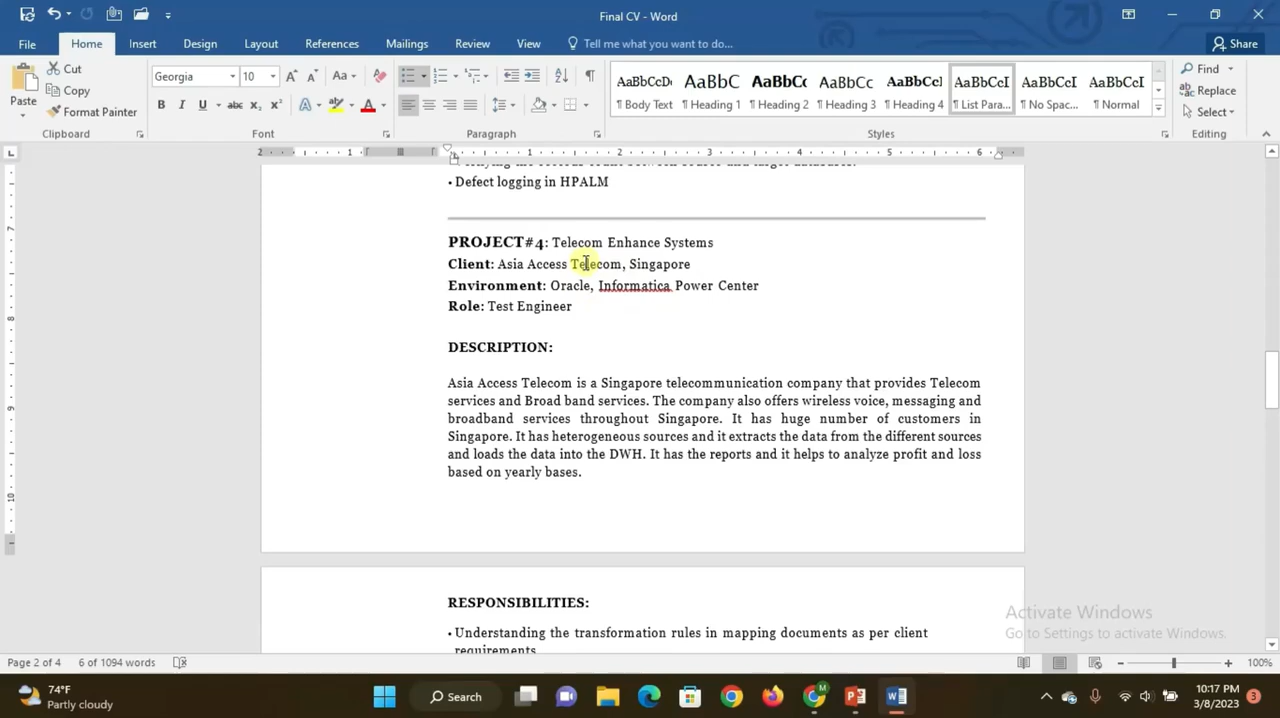 Final CV - Word
File Home Insert Design Layout References Mailings Review View Tell me what you want to do... Share
Paste
Cut
Copy
Format Painter
Georgia 10
AaBbCcDc AaBbC AaBbCc AaBbCc AaBbCcI AaBbCcI AaBbCcI AaBbCcI
¶ Body Text ¶ Heading 1 ¶ Heading 2 ¶ Heading 3 ¶ Heading 4 ¶ List Para... ¶ No Spac... ¶ Normal
Find
Replace
Select
Clipboard Font Paragraph Styles Editing
2 1 1 2 3 4 5 6
• Defect logging in HPALM
PROJECT#4: Telecom Enhance Systems
Client: Asia Access Telecom, Singapore
Environment: Oracle, Informatica Power Center
Role: Test Engineer
DESCRIPTION:
Asia Access Telecom is a Singapore telecommunication company that provides Telecom
services and Broad band services. The company also offers wireless voice, messaging and
broadband services throughout Singapore. It has huge number of customers in
Singapore. It has heterogeneous sources and it extracts the data from the different sources
and loads the data into the DWH. It has the reports and it helps to analyze profit and loss
based on yearly bases.
RESPONSIBILITIES:
• Understanding the transformation rules in mapping documents as per client
requirements
Activate Windows
Go to Settings to activate Windows.
Page 2 of 4 6 of 1094 words 100%
74°F
Partly cloudy
Search
10:17 PM
3/8/2023
3